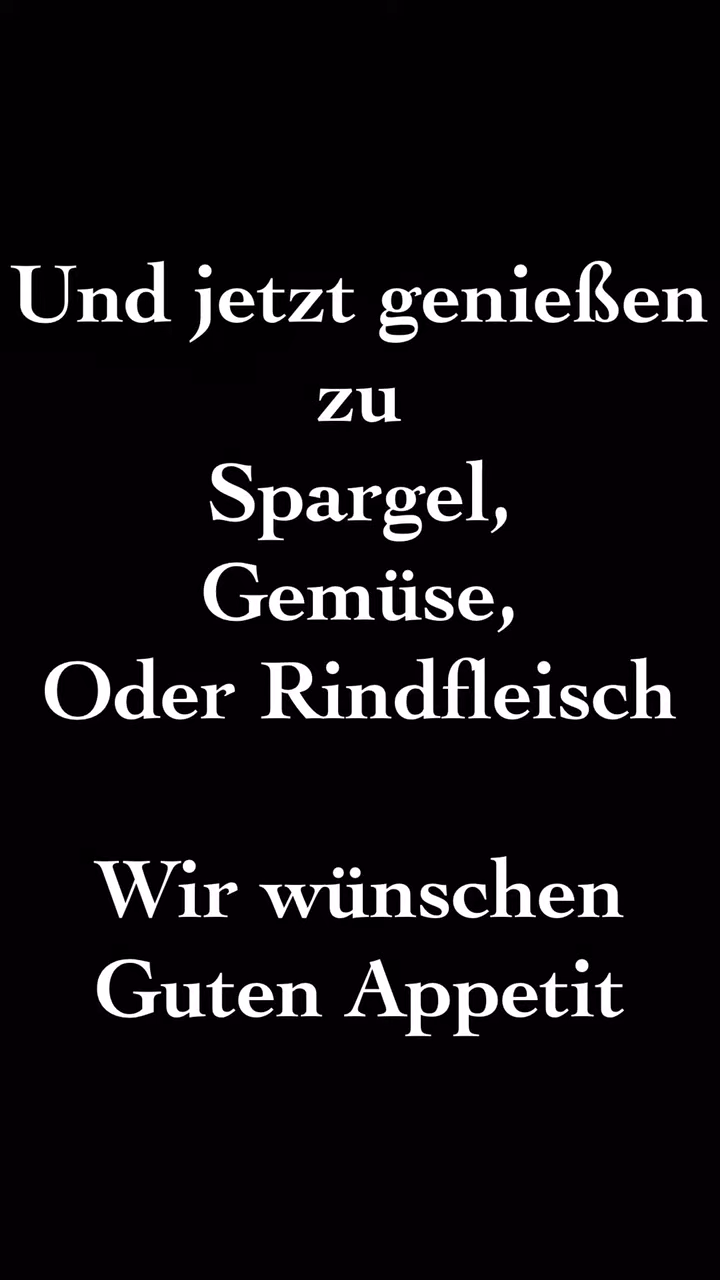 Und jetzt genießen
zu
Spargel,
Gemüse,
Oder Rindfleisch
Wir wünschen
Guten Appetit